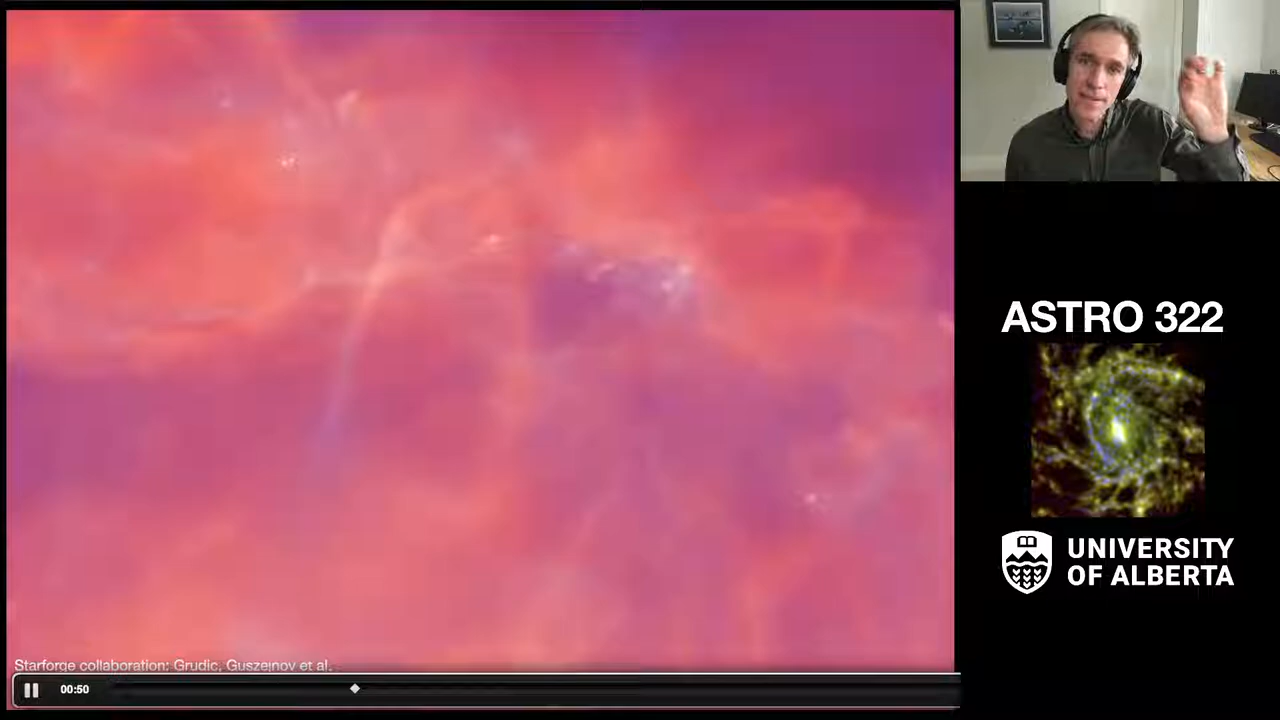 ASTRO 322
UNIVERSITY
OF ALBERTA
Starforge collaboration: Grudic, Guszejnov et al.
00:50